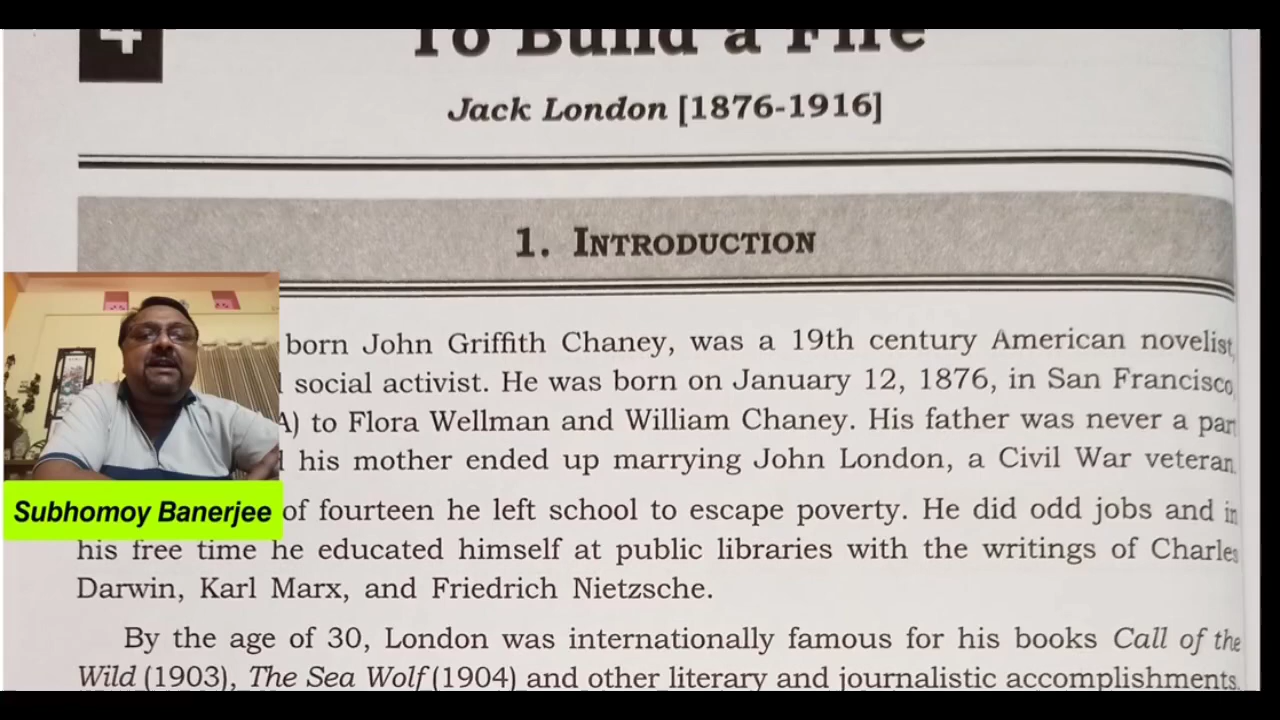 4
To Build a Fire
Jack London [1876-1916]
1. INTRODUCTION
born John Griffith Chaney, was a 19th century American novelist,
social activist. He was born on January 12, 1876, in San Francisco,
A) to Flora Wellman and William Chaney. His father was never a part
his mother ended up marrying John London, a Civil War veteran.
Subhomoy Banerjee
of fourteen he left school to escape poverty. He did odd jobs and in
his free time he educated himself at public libraries with the writings of Charles
Darwin, Karl Marx, and Friedrich Nietzsche.
By the age of 30, London was internationally famous for his books Call of the
Wild (1903), The Sea Wolf (1904) and other literary and journalistic accomplishments.